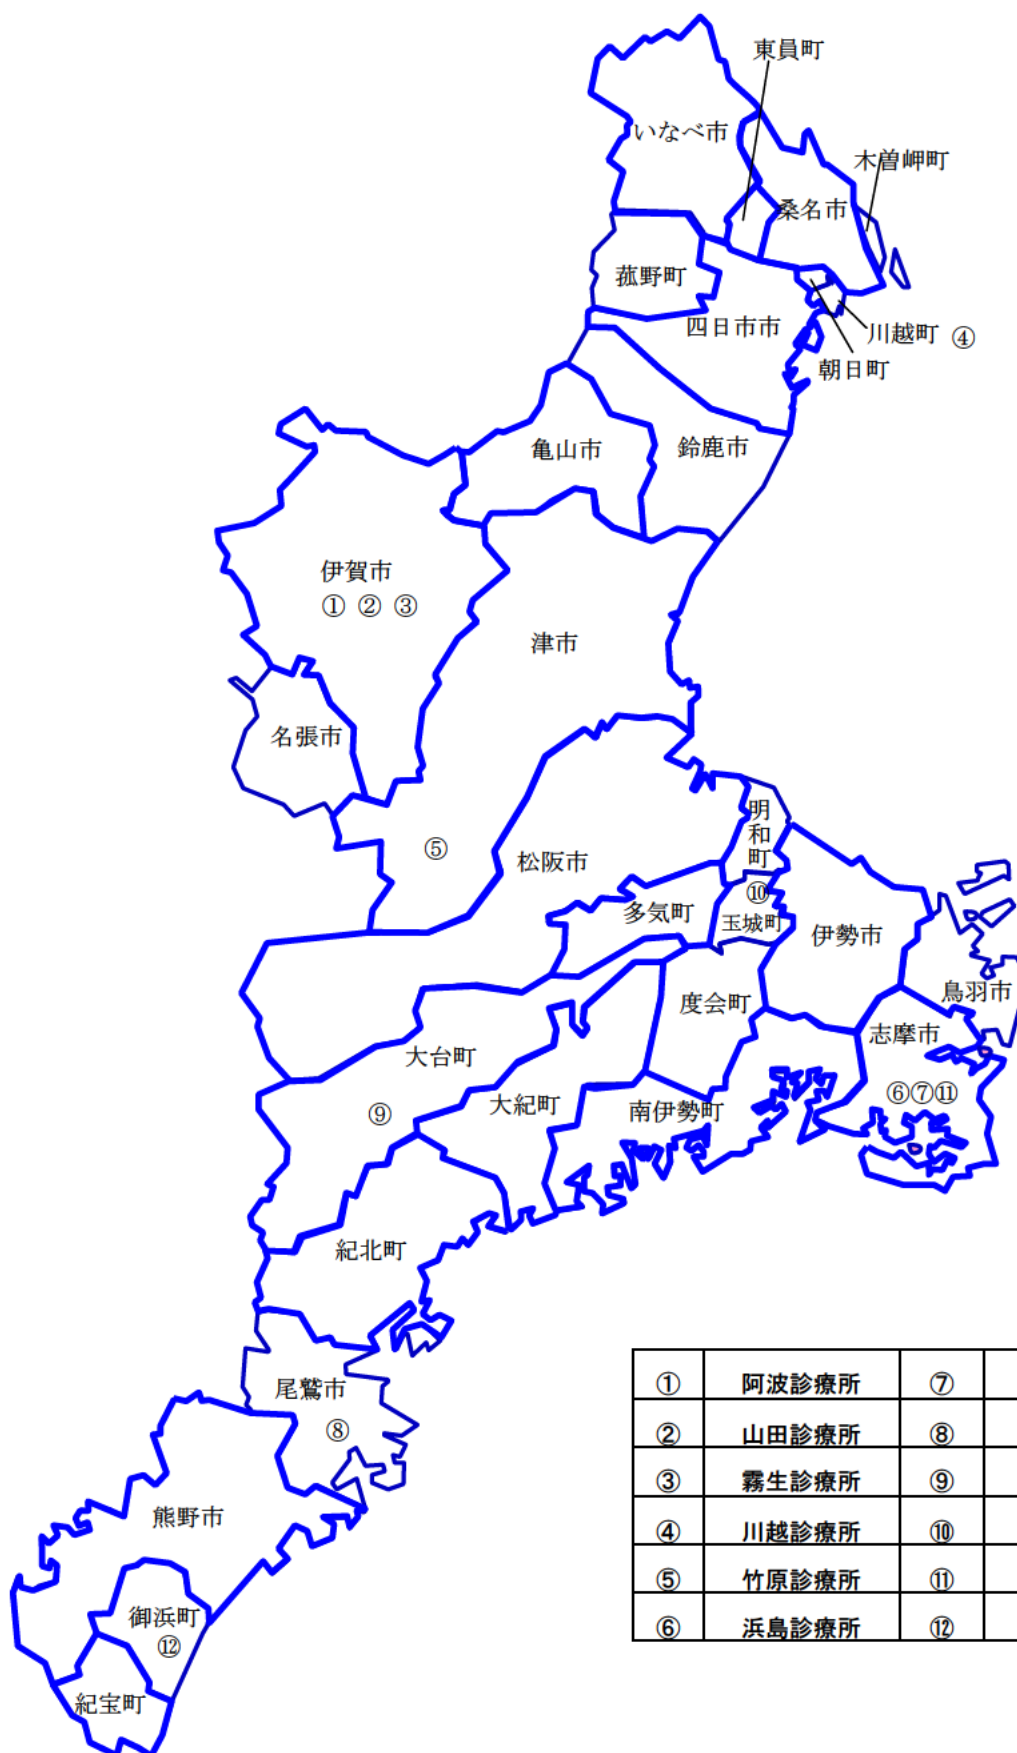 東員町
いなべ市
木曽岬町
桑名市
菰野町
四日市市
川越町 ④
朝日町
亀山市
鈴鹿市
伊賀市
① ② ③
津市
名張市
明和町
⑤
松阪市
⑩
多気町
玉城町
伊勢市
鳥羽市
度会町
志摩市
大台町
⑥⑦⑪
大紀町
⑨
南伊勢町
紀北町
尾鷲市
⑧
熊野市
御浜町
⑫
紀宝町
① 阿波診療所 ⑦
② 山田診療所 ⑧
③ 霧生診療所 ⑨
④ 川越診療所 ⑩
⑤ 竹原診療所 ⑪
⑥ 浜島診療所 ⑫